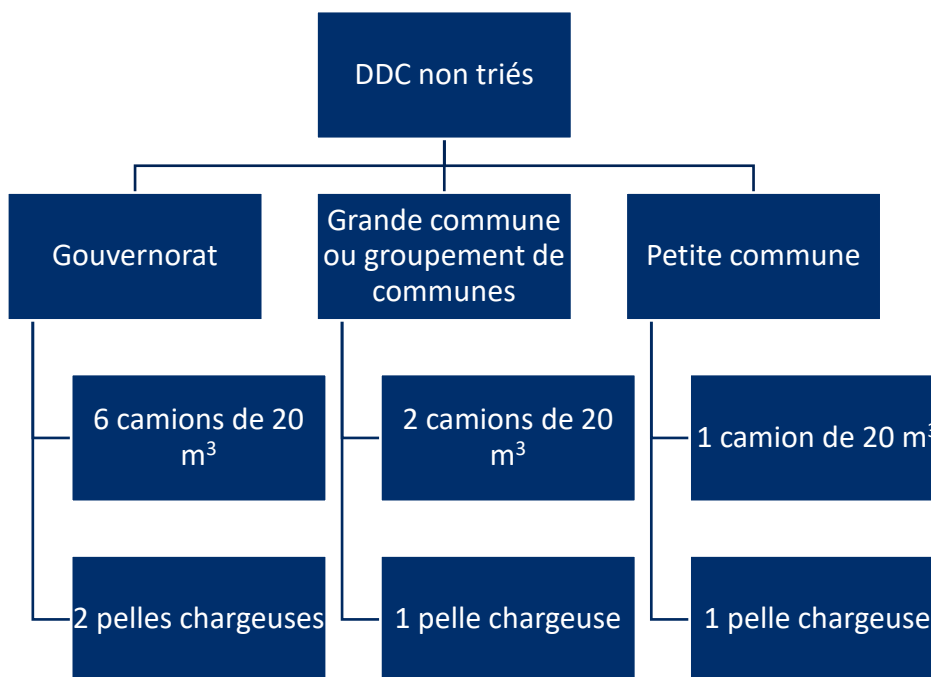 DDC non triés
Gouvernorat
Grande commune
ou groupement de
communes
Petite commune
6 camions de 20
m³
2 camions de 20
m³
1 camion de 20 m³
2 pelles chargeuses
1 pelle chargeuse
1 pelle chargeuse